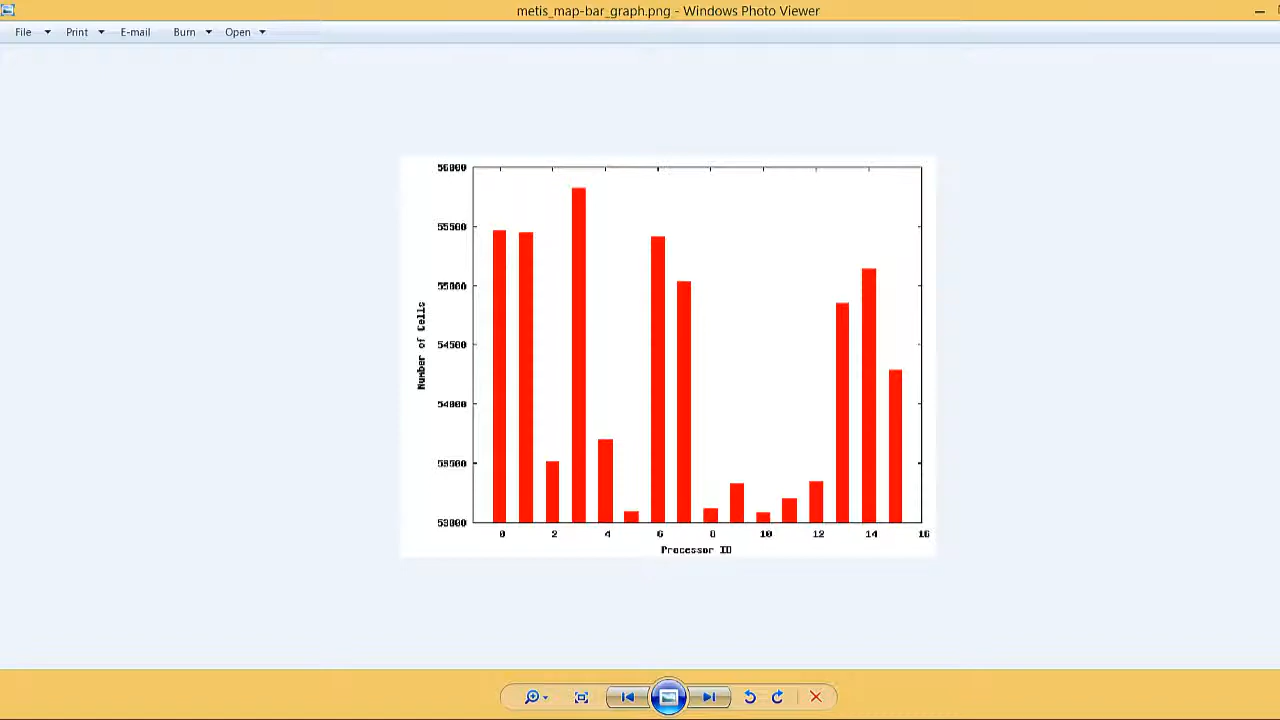 metis_map-bar_graph.png - Windows Photo Viewer
File Print E-mail Burn Open
56000
55500
55000
54500
54000
53500
53000
Number of Cells
0 2 4 6 8 10 12 14 16
Processor ID